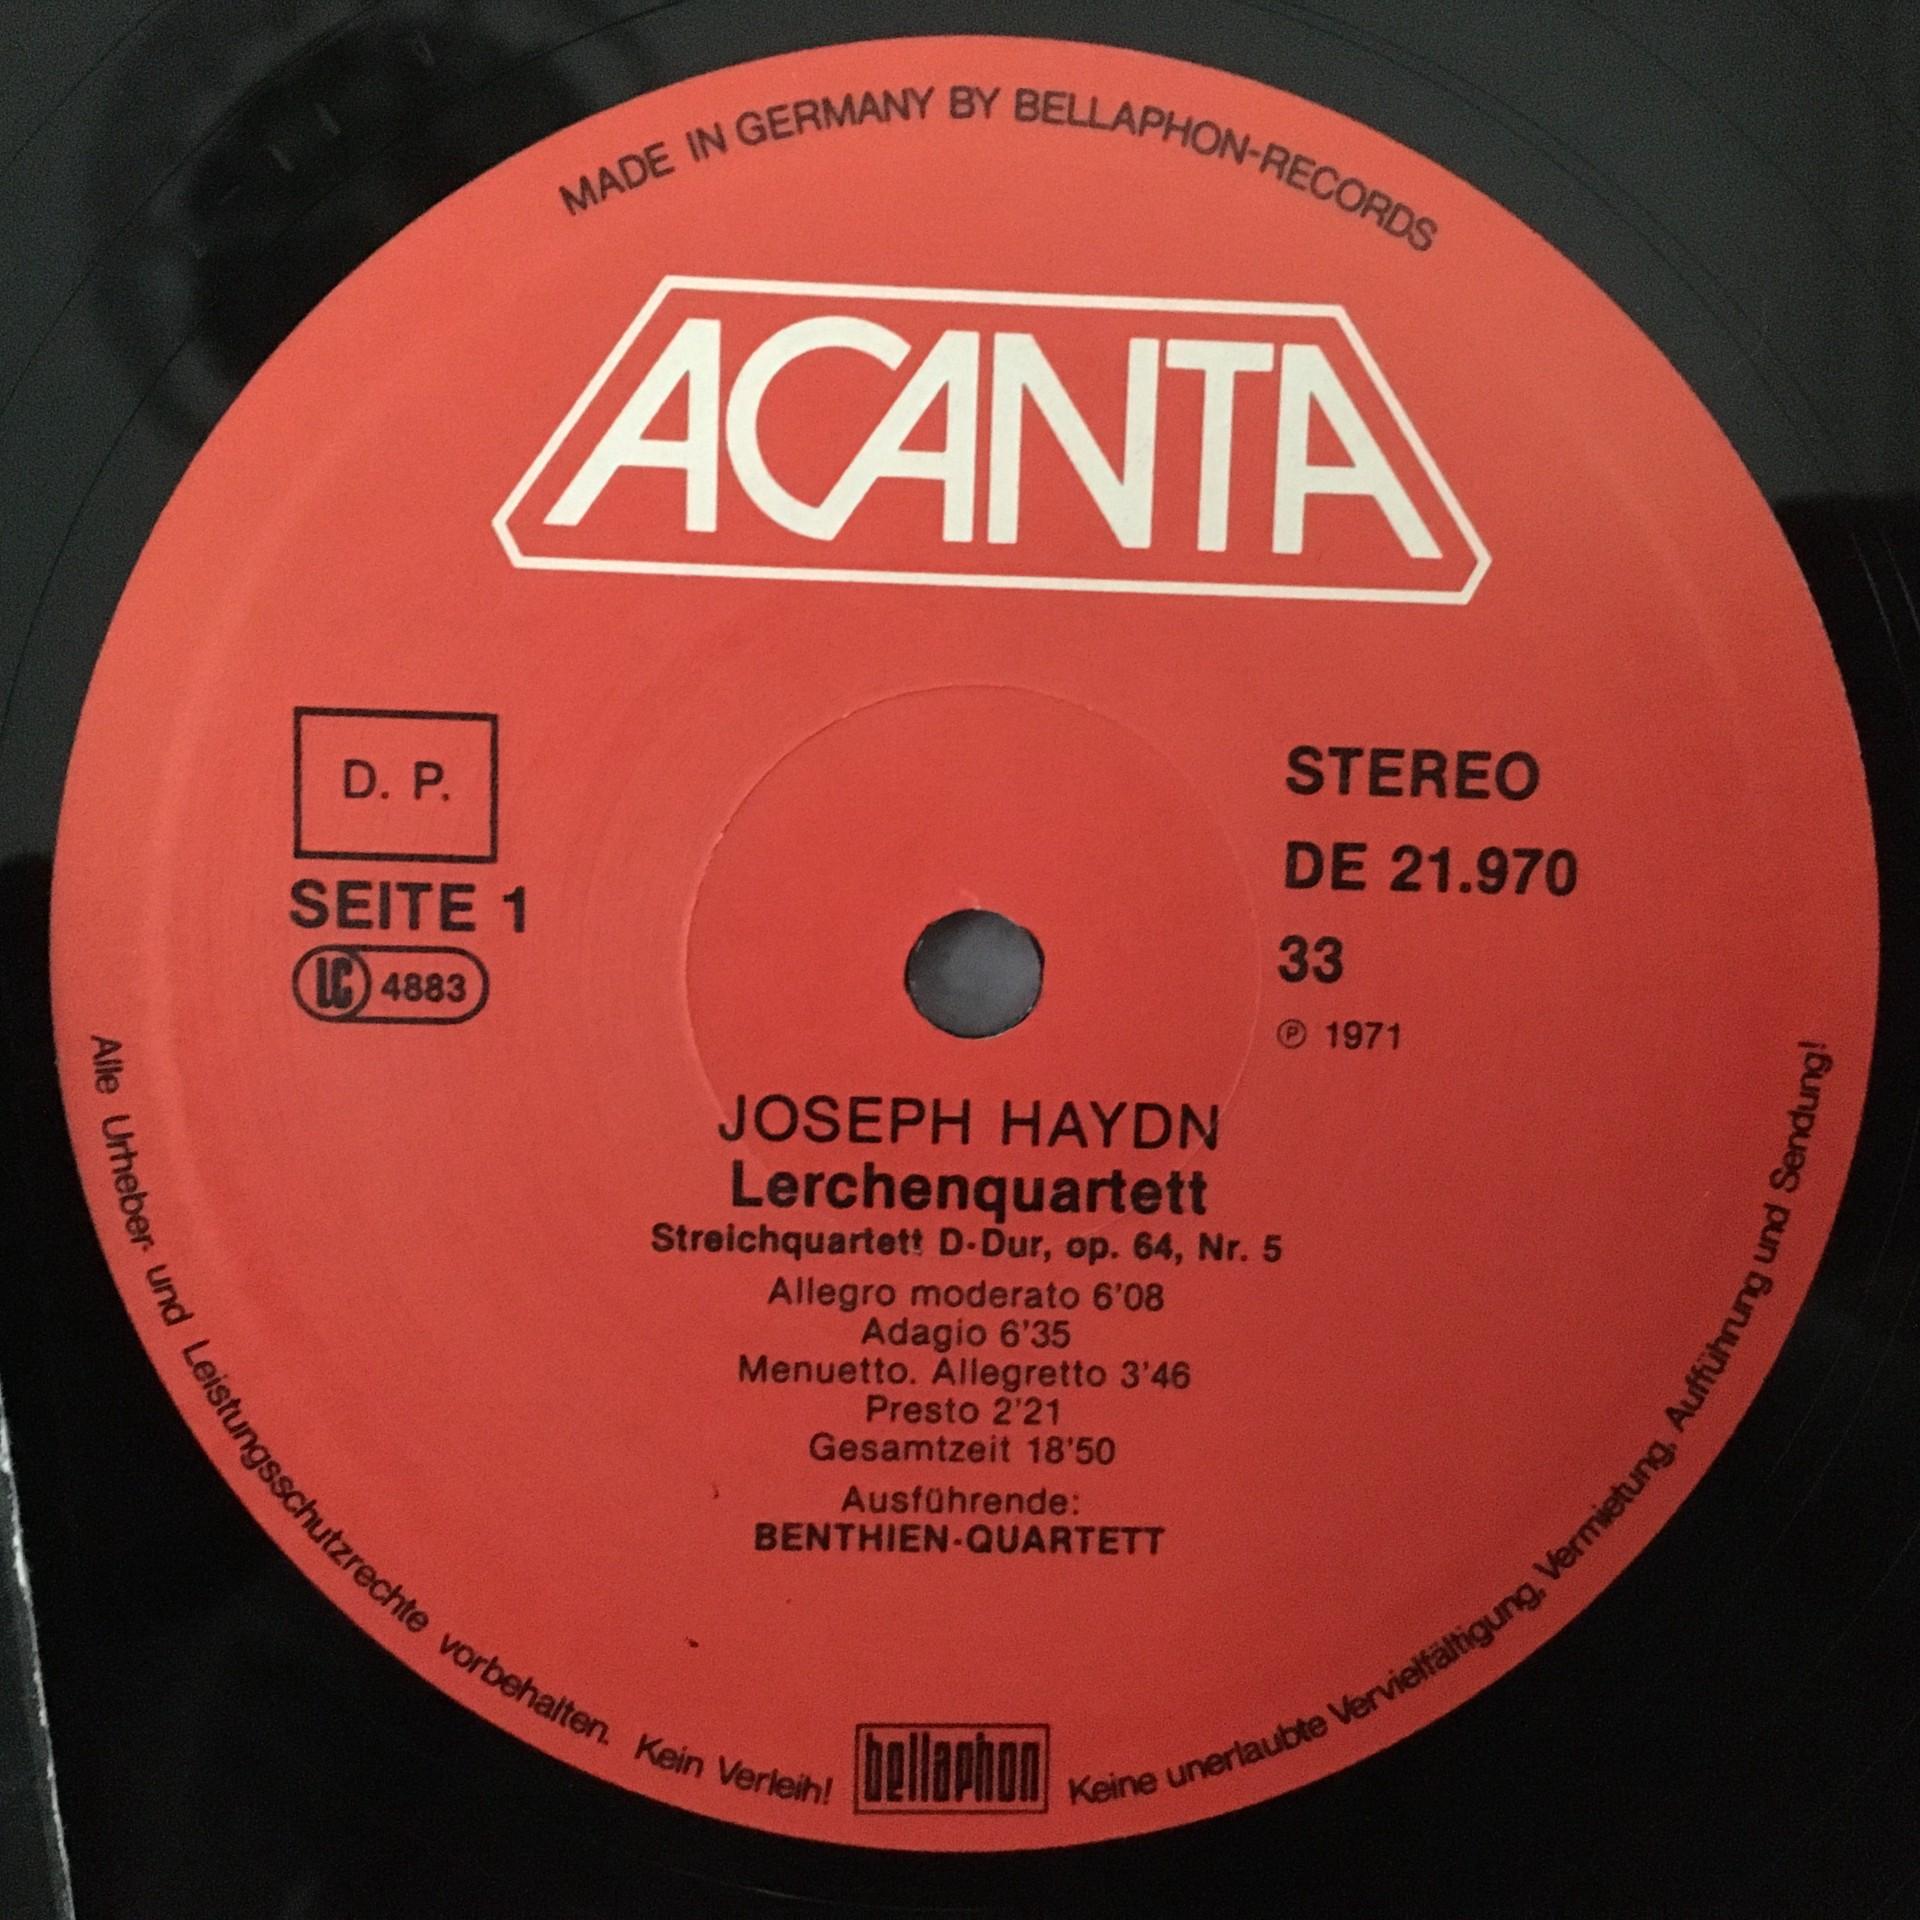 MADE IN GERMANY BY BELLAPHON-RECORDS
ACANTA
D. P.
SEITE 1
LC 4883
STEREO
DE 21.970
33
℗ 1971
JOSEPH HAYDN
Lerchenquartett
Streichquartett D-Dur, op. 64, Nr. 5
Allegro moderato 6'08
Adagio 6'35
Menuetto. Allegretto 3'46
Presto 2'21
Gesamtzeit 18'50
Ausführende:
BENTHIEN-QUARTETT
Alle Urheber- und Leistungsschutzrechte vorbehalten. Kein Verleih!
bellaphon
Keine unerlaubte Vervielfältigung, Vermietung, Aufführung und Sendung!